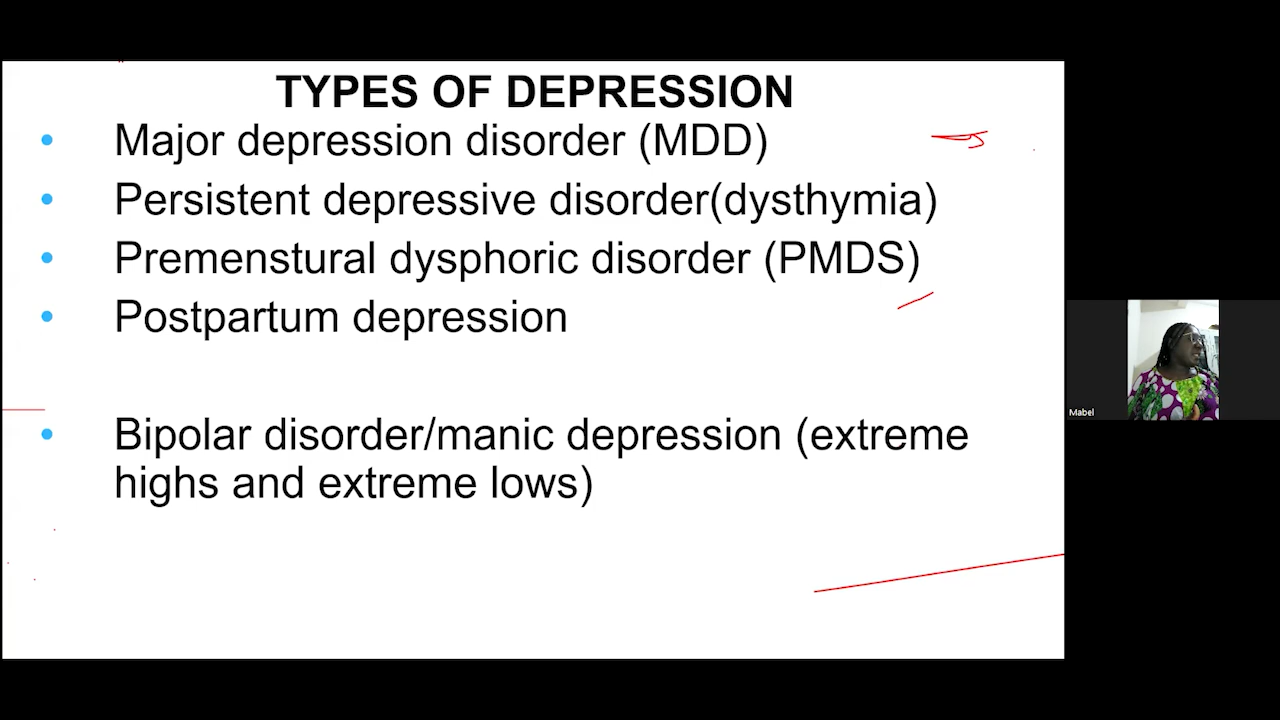 TYPES OF DEPRESSION
• Major depression disorder (MDD)
• Persistent depressive disorder(dysthymia)
• Premenstural dysphoric disorder (PMDS)
• Postpartum depression
• Bipolar disorder/manic depression (extreme
highs and extreme lows)
Mabel